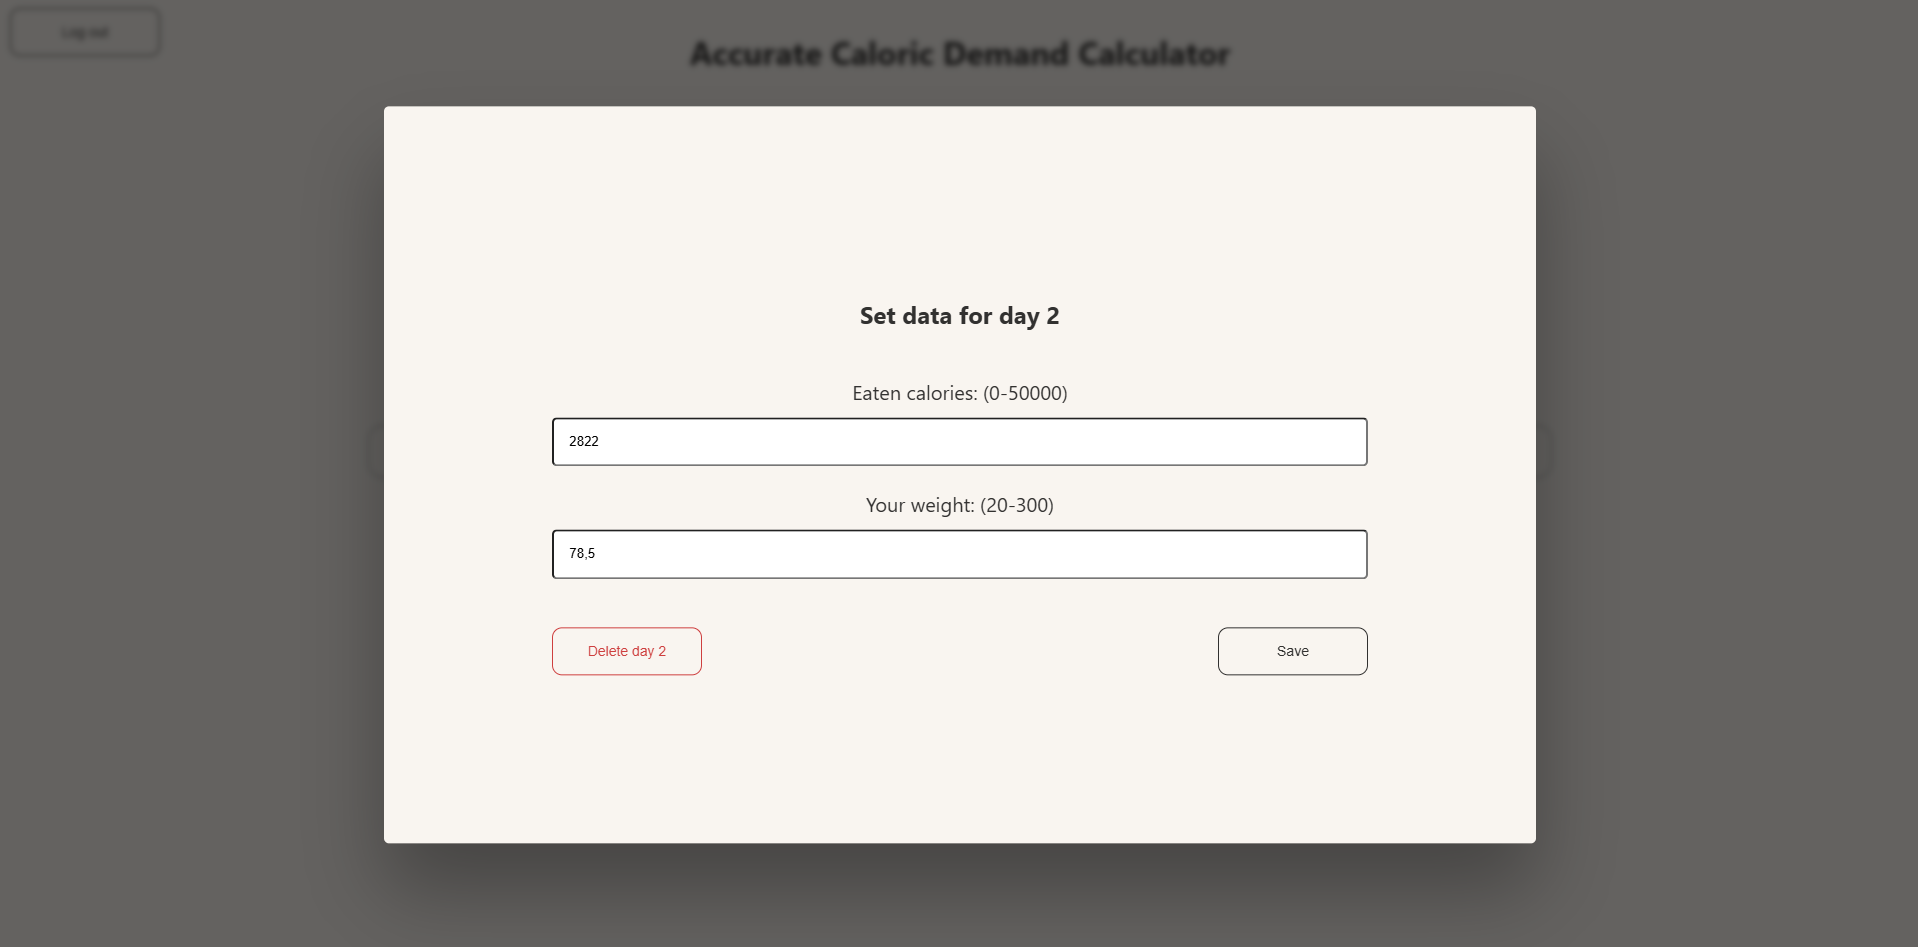 Log out
Accurate Caloric Demand Calculator
Set data for day 2
Eaten calories: (0-50000)
2822
Your weight: (20-300)
78,5
Delete day 2
Save